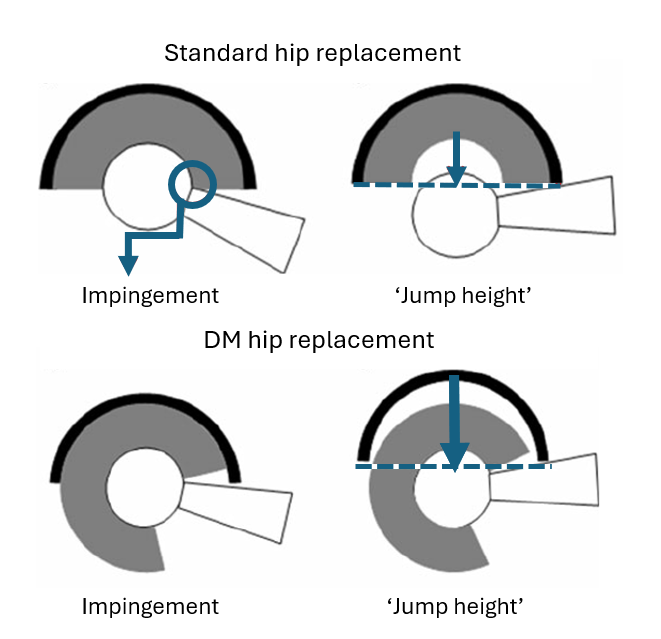 Standard hip replacement
Impingement
‘Jump height’
DM hip replacement
Impingement
‘Jump height’